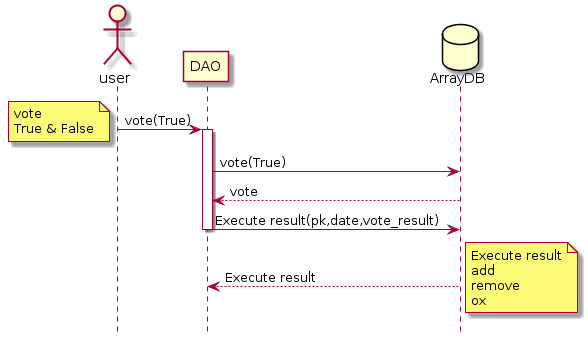 user
DAO
ArrayDB
vote
True & False
vote(True)
vote(True)
vote
Execute result(pk,date,vote_result)
Execute result
add
remove
ox
Execute result